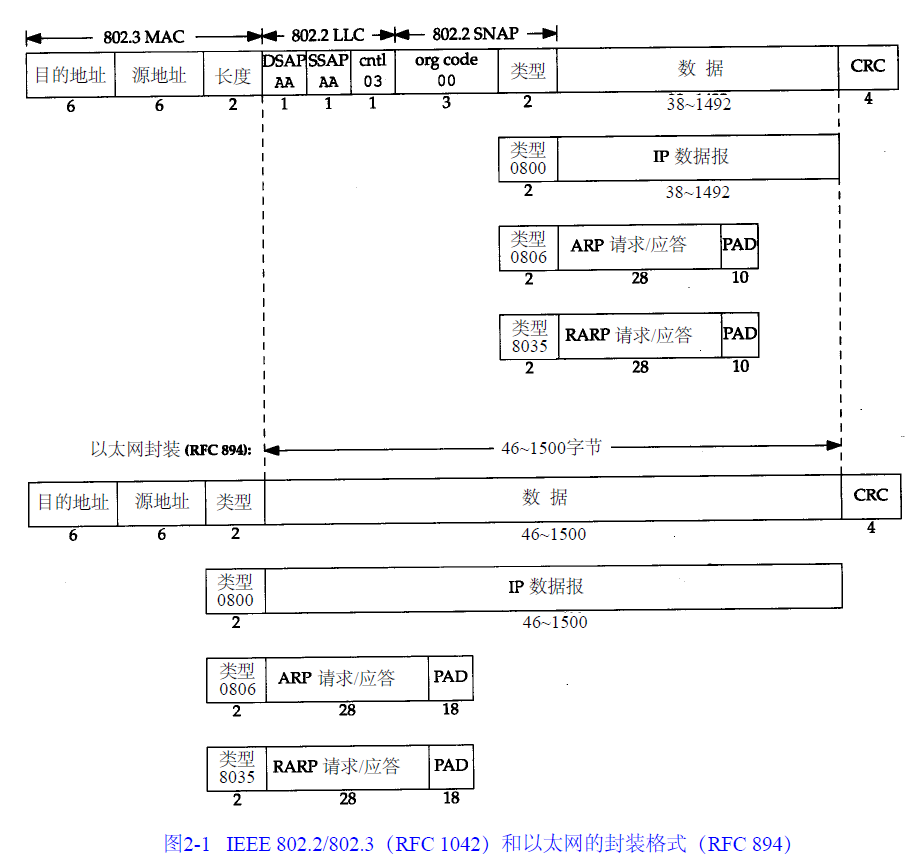 802.3 MAC 802.2 LLC 802.2 SNAP
目的地址 源地址 长度 DSAP AA SSAP AA cntl 03 org code 00 类型 数 据 CRC
6 6 2 1 1 1 3 2 38~1492 4
类型 0800 IP 数据报
2 38~1492
类型 0806 ARP 请求/应答 PAD
2 28 10
类型 8035 RARP 请求/应答 PAD
2 28 10
以太网封装 (RFC 894): 46~1500字节
目的地址 源地址 类型 数 据 CRC
6 6 2 46~1500 4
类型 0800 IP 数据报
2 46~1500
类型 0806 ARP 请求/应答 PAD
2 28 18
类型 8035 RARP 请求/应答 PAD
2 28 18
图2-1 IEEE 802.2/802.3（RFC 1042）和以太网的封装格式（RFC 894）